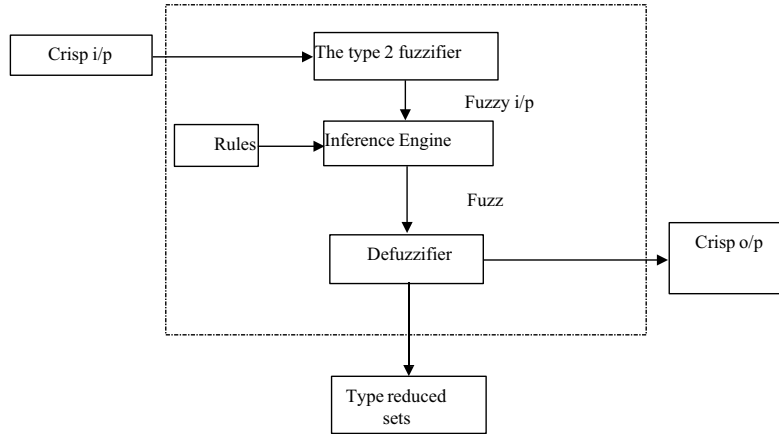 Crisp i/p
The type 2 fuzzifier
Fuzzy i/p
Rules
Inference Engine
Fuzz
Defuzzifier
Crisp o/p
Type reduced
sets